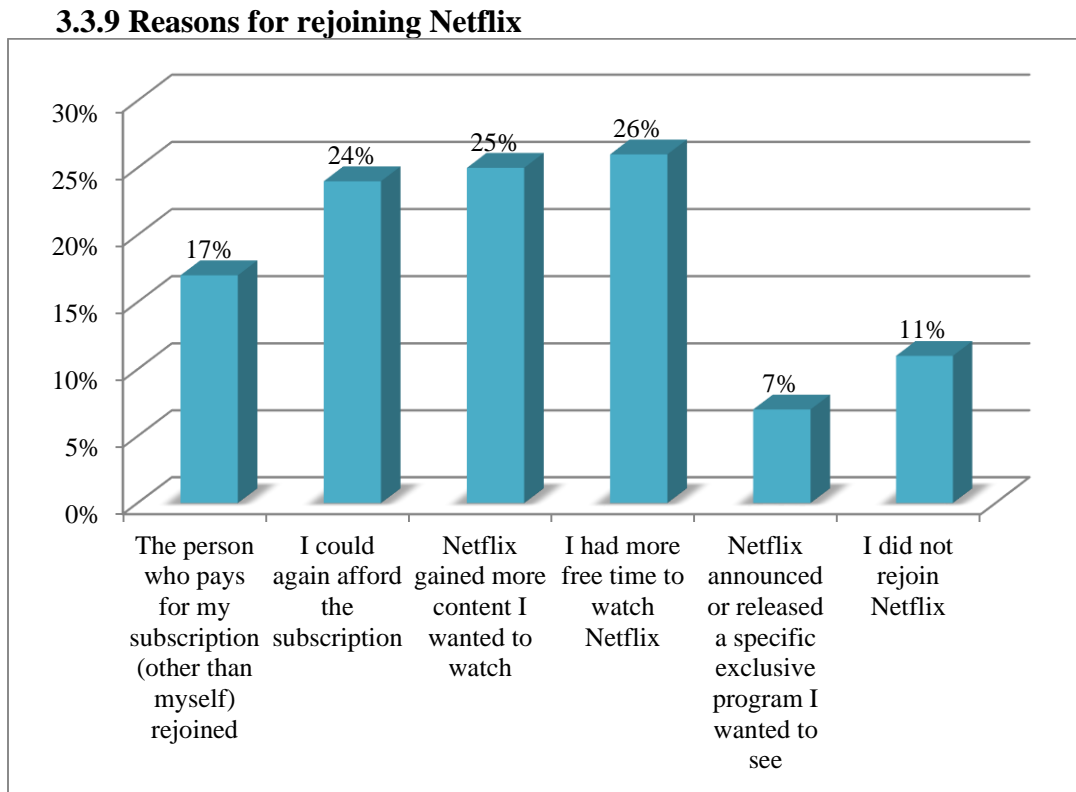 3.3.9 Reasons for rejoining Netflix
30%
25%
20%
15%
10%
5%
0%
17%
24%
25%
26%
7%
11%
The person
who pays
for my
subscription
(other than
myself)
rejoined
I could
again afford
the
subscription
Netflix
gained more
content I
wanted to
watch
I had more
free time to
watch
Netflix
Netflix
announced
or released
a specific
exclusive
program I
wanted to
see
I did not
rejoin
Netflix